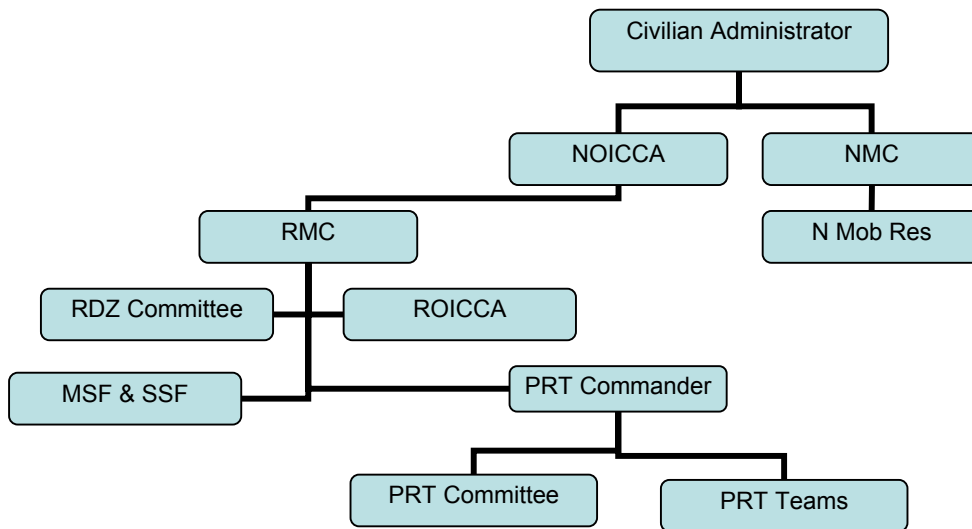 Civilian Administrator
NOICCA
NMC
RMC
N Mob Res
RDZ Committee
ROICCA
MSF & SSF
PRT Commander
PRT Committee
PRT Teams